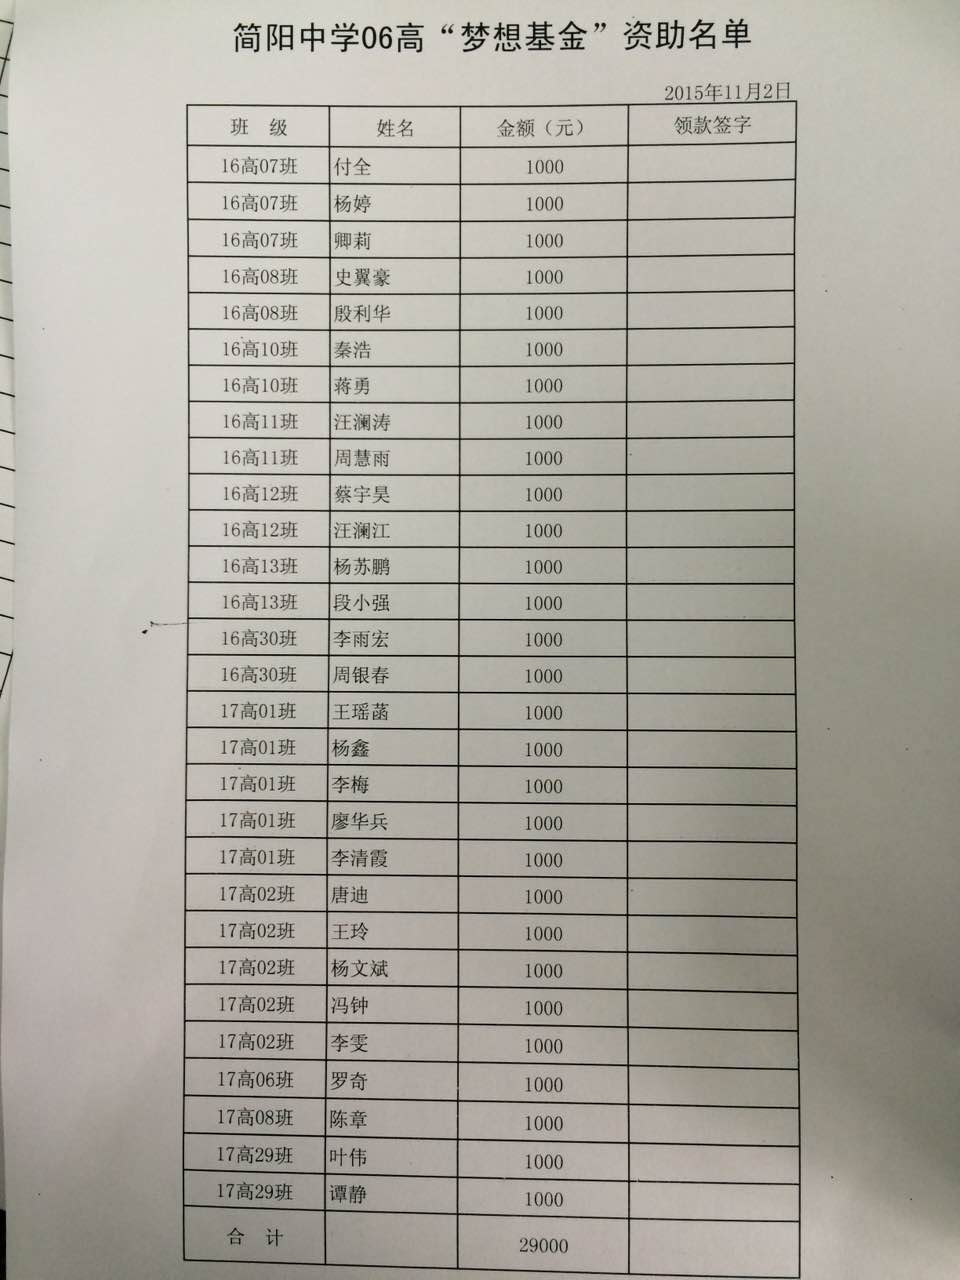 简阳中学06高“梦想基金”资助名单
2015年11月2日
班 级 姓名 金额（元） 领款签字
16高07班 付全 1000
16高07班 杨婷 1000
16高07班 卿莉 1000
16高08班 史翼豪 1000
16高08班 殷利华 1000
16高10班 秦浩 1000
16高10班 蒋勇 1000
16高11班 汪澜涛 1000
16高11班 周慧雨 1000
16高12班 蔡宇昊 1000
16高12班 汪澜江 1000
16高13班 杨苏鹏 1000
16高13班 段小强 1000
16高30班 李雨宏 1000
16高30班 周银春 1000
17高01班 王瑶菡 1000
17高01班 杨鑫 1000
17高01班 李梅 1000
17高01班 廖华兵 1000
17高01班 李清霞 1000
17高02班 唐迪 1000
17高02班 王玲 1000
17高02班 杨文斌 1000
17高02班 冯钟 1000
17高02班 李雯 1000
17高06班 罗奇 1000
17高08班 陈章 1000
17高29班 叶伟 1000
17高29班 谭静 1000
合 计 29000